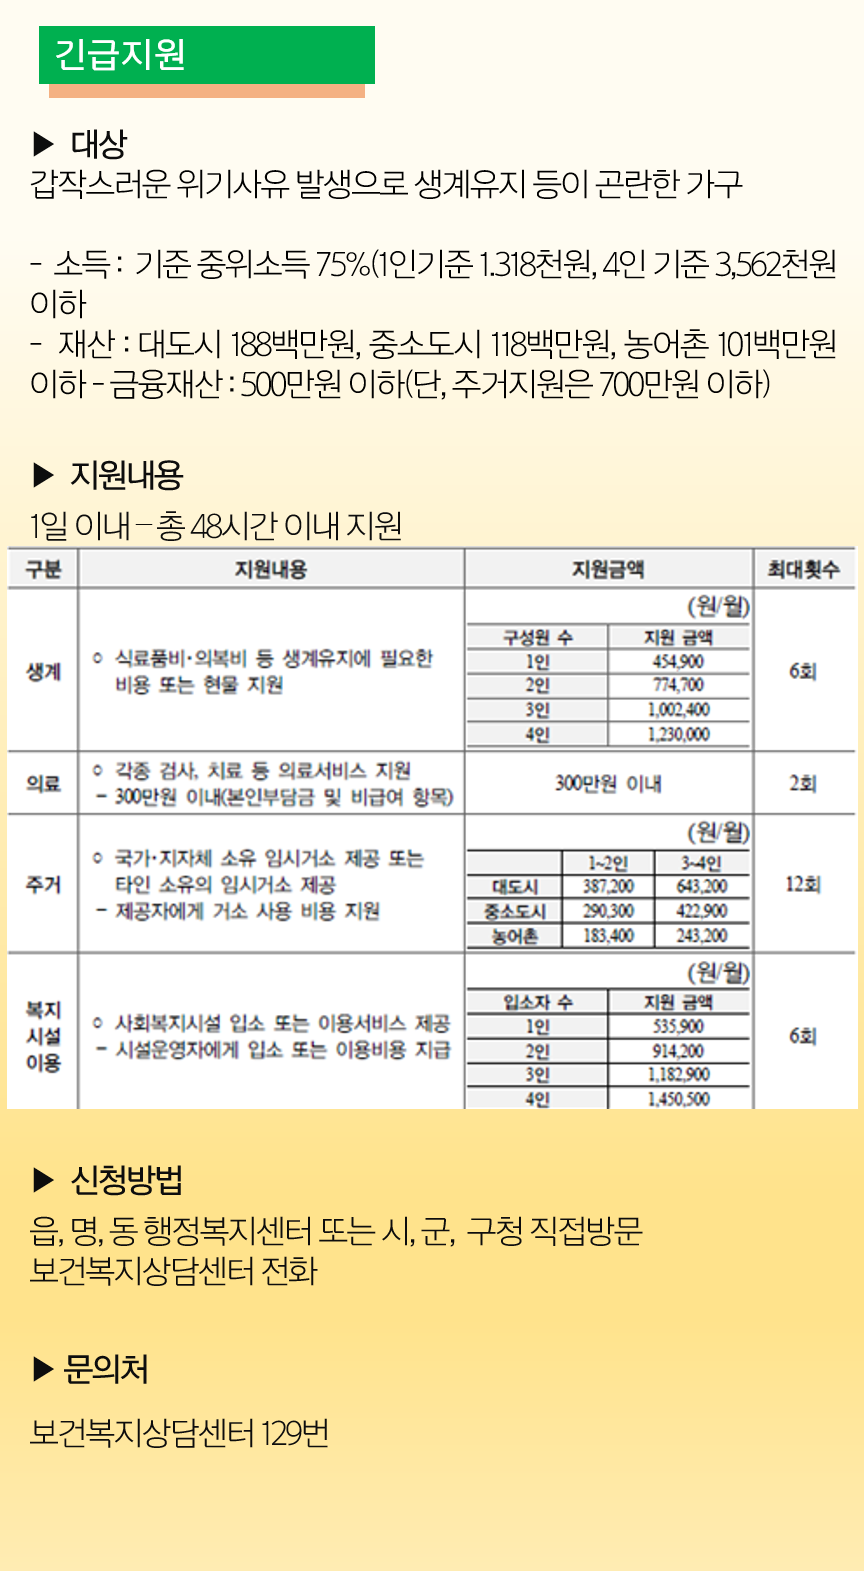 긴급지원
▶ 대상
갑작스러운 위기사유 발생으로 생계유지 등이 곤란한 가구
- 소득 : 기준 중위소득 75%(1인기준 1.318천원, 4인 기준 3,562천원
이하
- 재산 : 대도시 188백만원, 중소도시 118백만원, 농어촌 101백만원
이하 - 금융재산 : 500만원 이하(단, 주거지원은 700만원 이하)
▶ 지원내용
1일 이내 – 총 48시간 이내 지원
구분 지원내용 지원금액 최대횟수
생계
○ 식료품비·의복비 등 생계유지에 필요한
비용 또는 현물 지원
(원/월)
구성원 수 지원 금액
1인 454,900
2인 774,700
3인 1,002,400
4인 1,230,000
6회
의료
○ 각종 검사, 치료 등 의료서비스 지원
- 300만원 이내(본인부담금 및 비급여 항목)
300만원 이내
2회
주거
○ 국가·지자체 소유 임시거소 제공 또는
타인 소유의 임시거소 제공
- 제공자에게 거소 사용 비용 지원
(원/월)
1~2인 3~4인
대도시 387,200 643,200
중소도시 290,300 422,900
농어촌 183,400 243,200
12회
복지
시설
이용
○ 사회복지시설 입소 또는 이용서비스 제공
- 시설운영자에게 입소 또는 이용비용 지급
(원/월)
입소자 수 지원 금액
1인 535,900
2인 914,200
3인 1,182,900
4인 1,450,500
6회
▶ 신청방법
읍, 명, 동 행정복지센터 또는 시, 군, 구청 직접방문
보건복지상담센터 전화
▶ 문의처
보건복지상담센터 129번